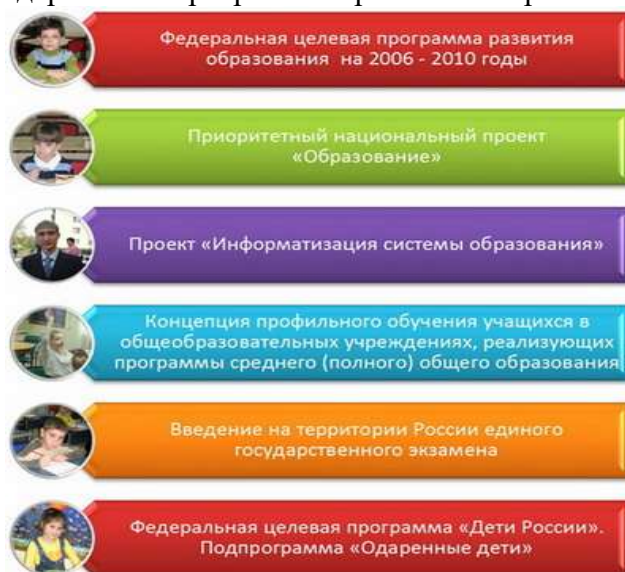 Федеральная целевая программа развития
образования на 2006 - 2010 годы
Приоритетный национальный проект
«Образование»
Проект «Информатизация системы образования»
Концепция профильного обучения учащихся в
общеобразовательных учреждениях, реализующих
программы среднего (полного) общего образования
Введение на территории России единого
государственного экзамена
Федеральная целевая программа «Дети России».
Подпрограмма «Одаренные дети»